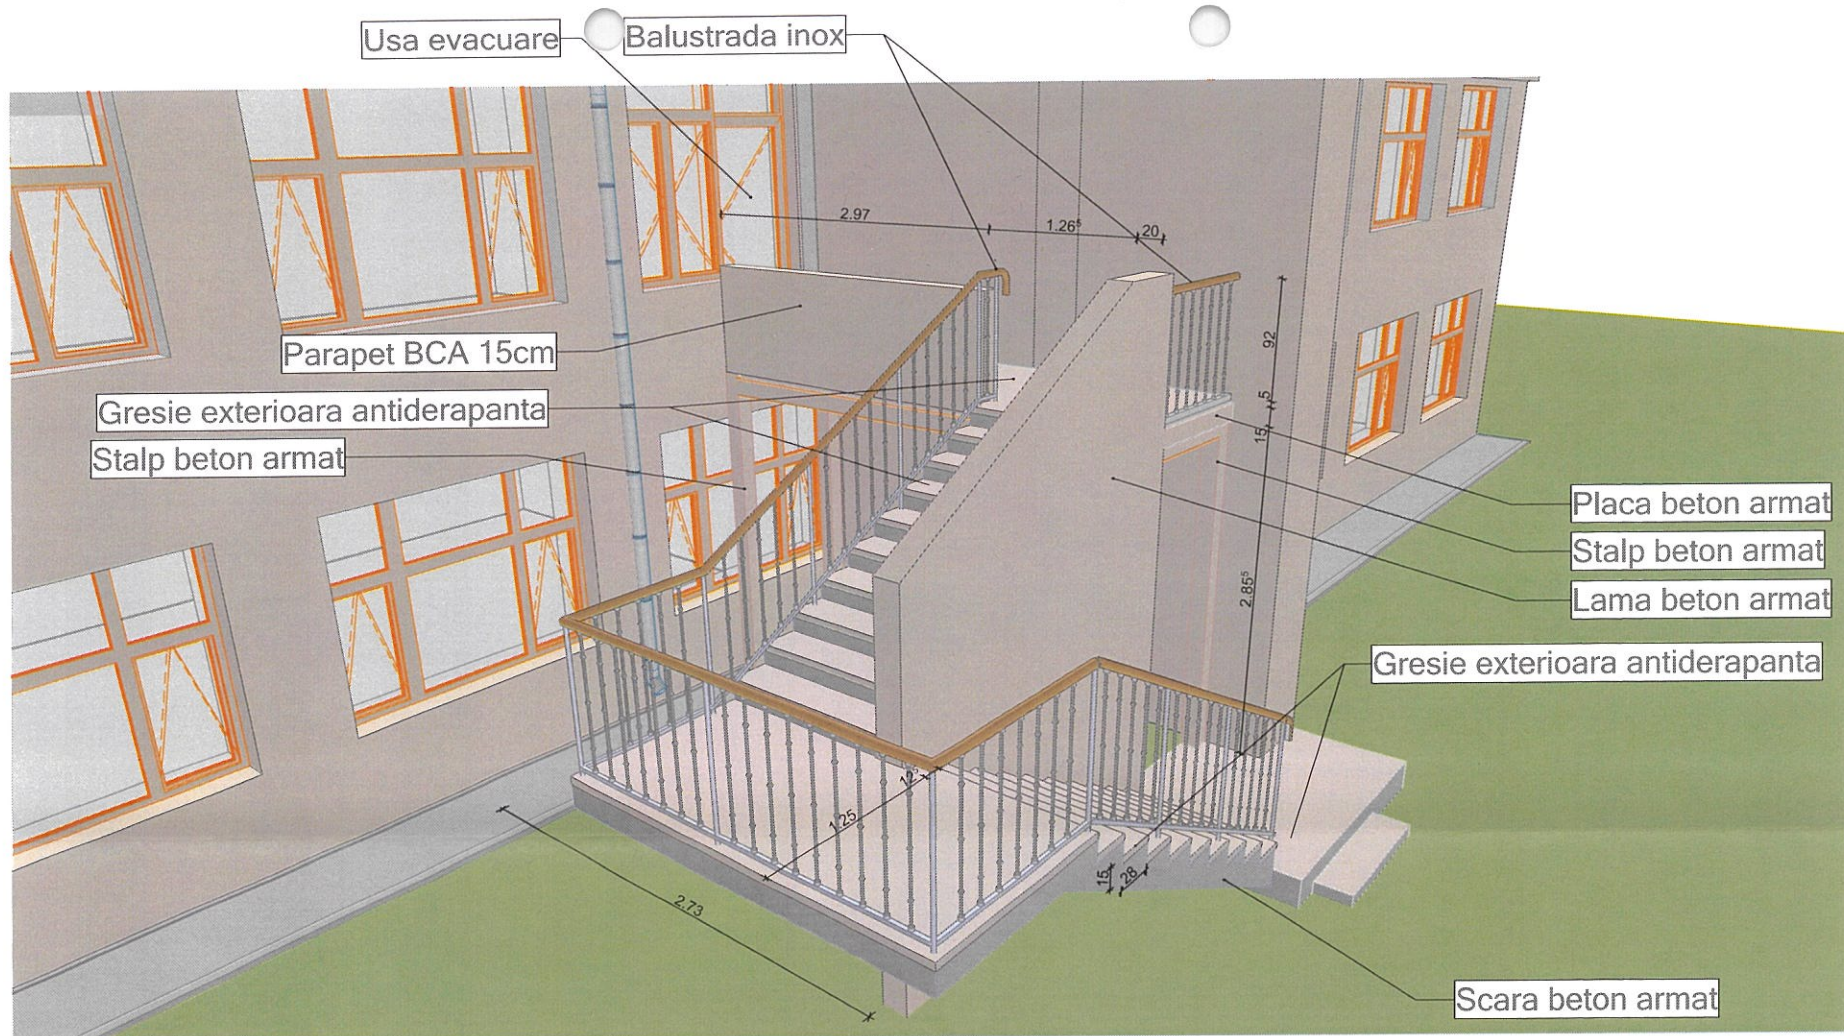 Usa evacuare
Balustrada inox
2.97
1.26⁵
20
Parapet BCA 15cm
92
5
15
Gresie exterioara antiderapanta
Stalp beton armat
Placa beton armat
Stalp beton armat
Lama beton armat
2.85⁵
Gresie exterioara antiderapanta
12⁵
1.25
15
28
2.73
Scara beton armat